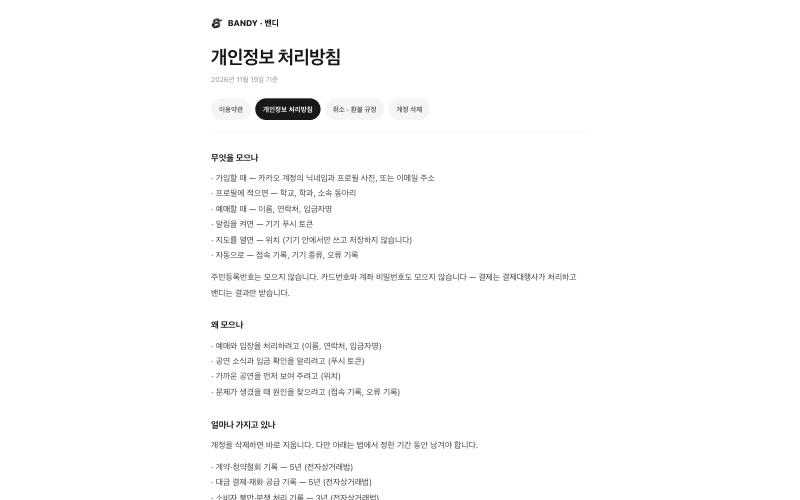 BANDY · 밴디
개인정보 처리방침
2026년 11월 19일 기준
이용약관
개인정보 처리방침
취소 · 환불 규정
계정 삭제
무엇을 모으나
· 가입할 때 — 카카오 계정의 닉네임과 프로필 사진, 또는 이메일 주소
· 프로필에 적으면 — 학교, 학과, 소속 동아리
· 예매할 때 — 이름, 연락처, 입금자명
· 알림을 켜면 — 기기 푸시 토큰
· 지도를 열면 — 위치 (기기 안에서만 쓰고 저장하지 않습니다)
· 자동으로 — 접속 기록, 기기 종류, 오류 기록
주민등록번호는 모으지 않습니다. 카드번호와 계좌 비밀번호도 모으지 않습니다 — 결제는 결제대행사가 처리하고
밴디는 결과만 받습니다.
왜 모으나
· 예매와 입장을 처리하려고 (이름, 연락처, 입금자명)
· 공연 소식과 입금 확인을 알리려고 (푸시 토큰)
· 가까운 공연을 먼저 보여 주려고 (위치)
· 문제가 생겼을 때 원인을 찾으려고 (접속 기록, 오류 기록)
얼마나 가지고 있나
계정을 삭제하면 바로 지웁니다. 다만 아래는 법에서 정한 기간 동안 남겨야 합니다.
· 계약·청약철회 기록 — 5년 (전자상거래법)
· 대금 결제·재화 공급 기록 — 5년 (전자상거래법)
· 소비자 불만·분쟁 처리 기록 — 3년 (전자상거래법)